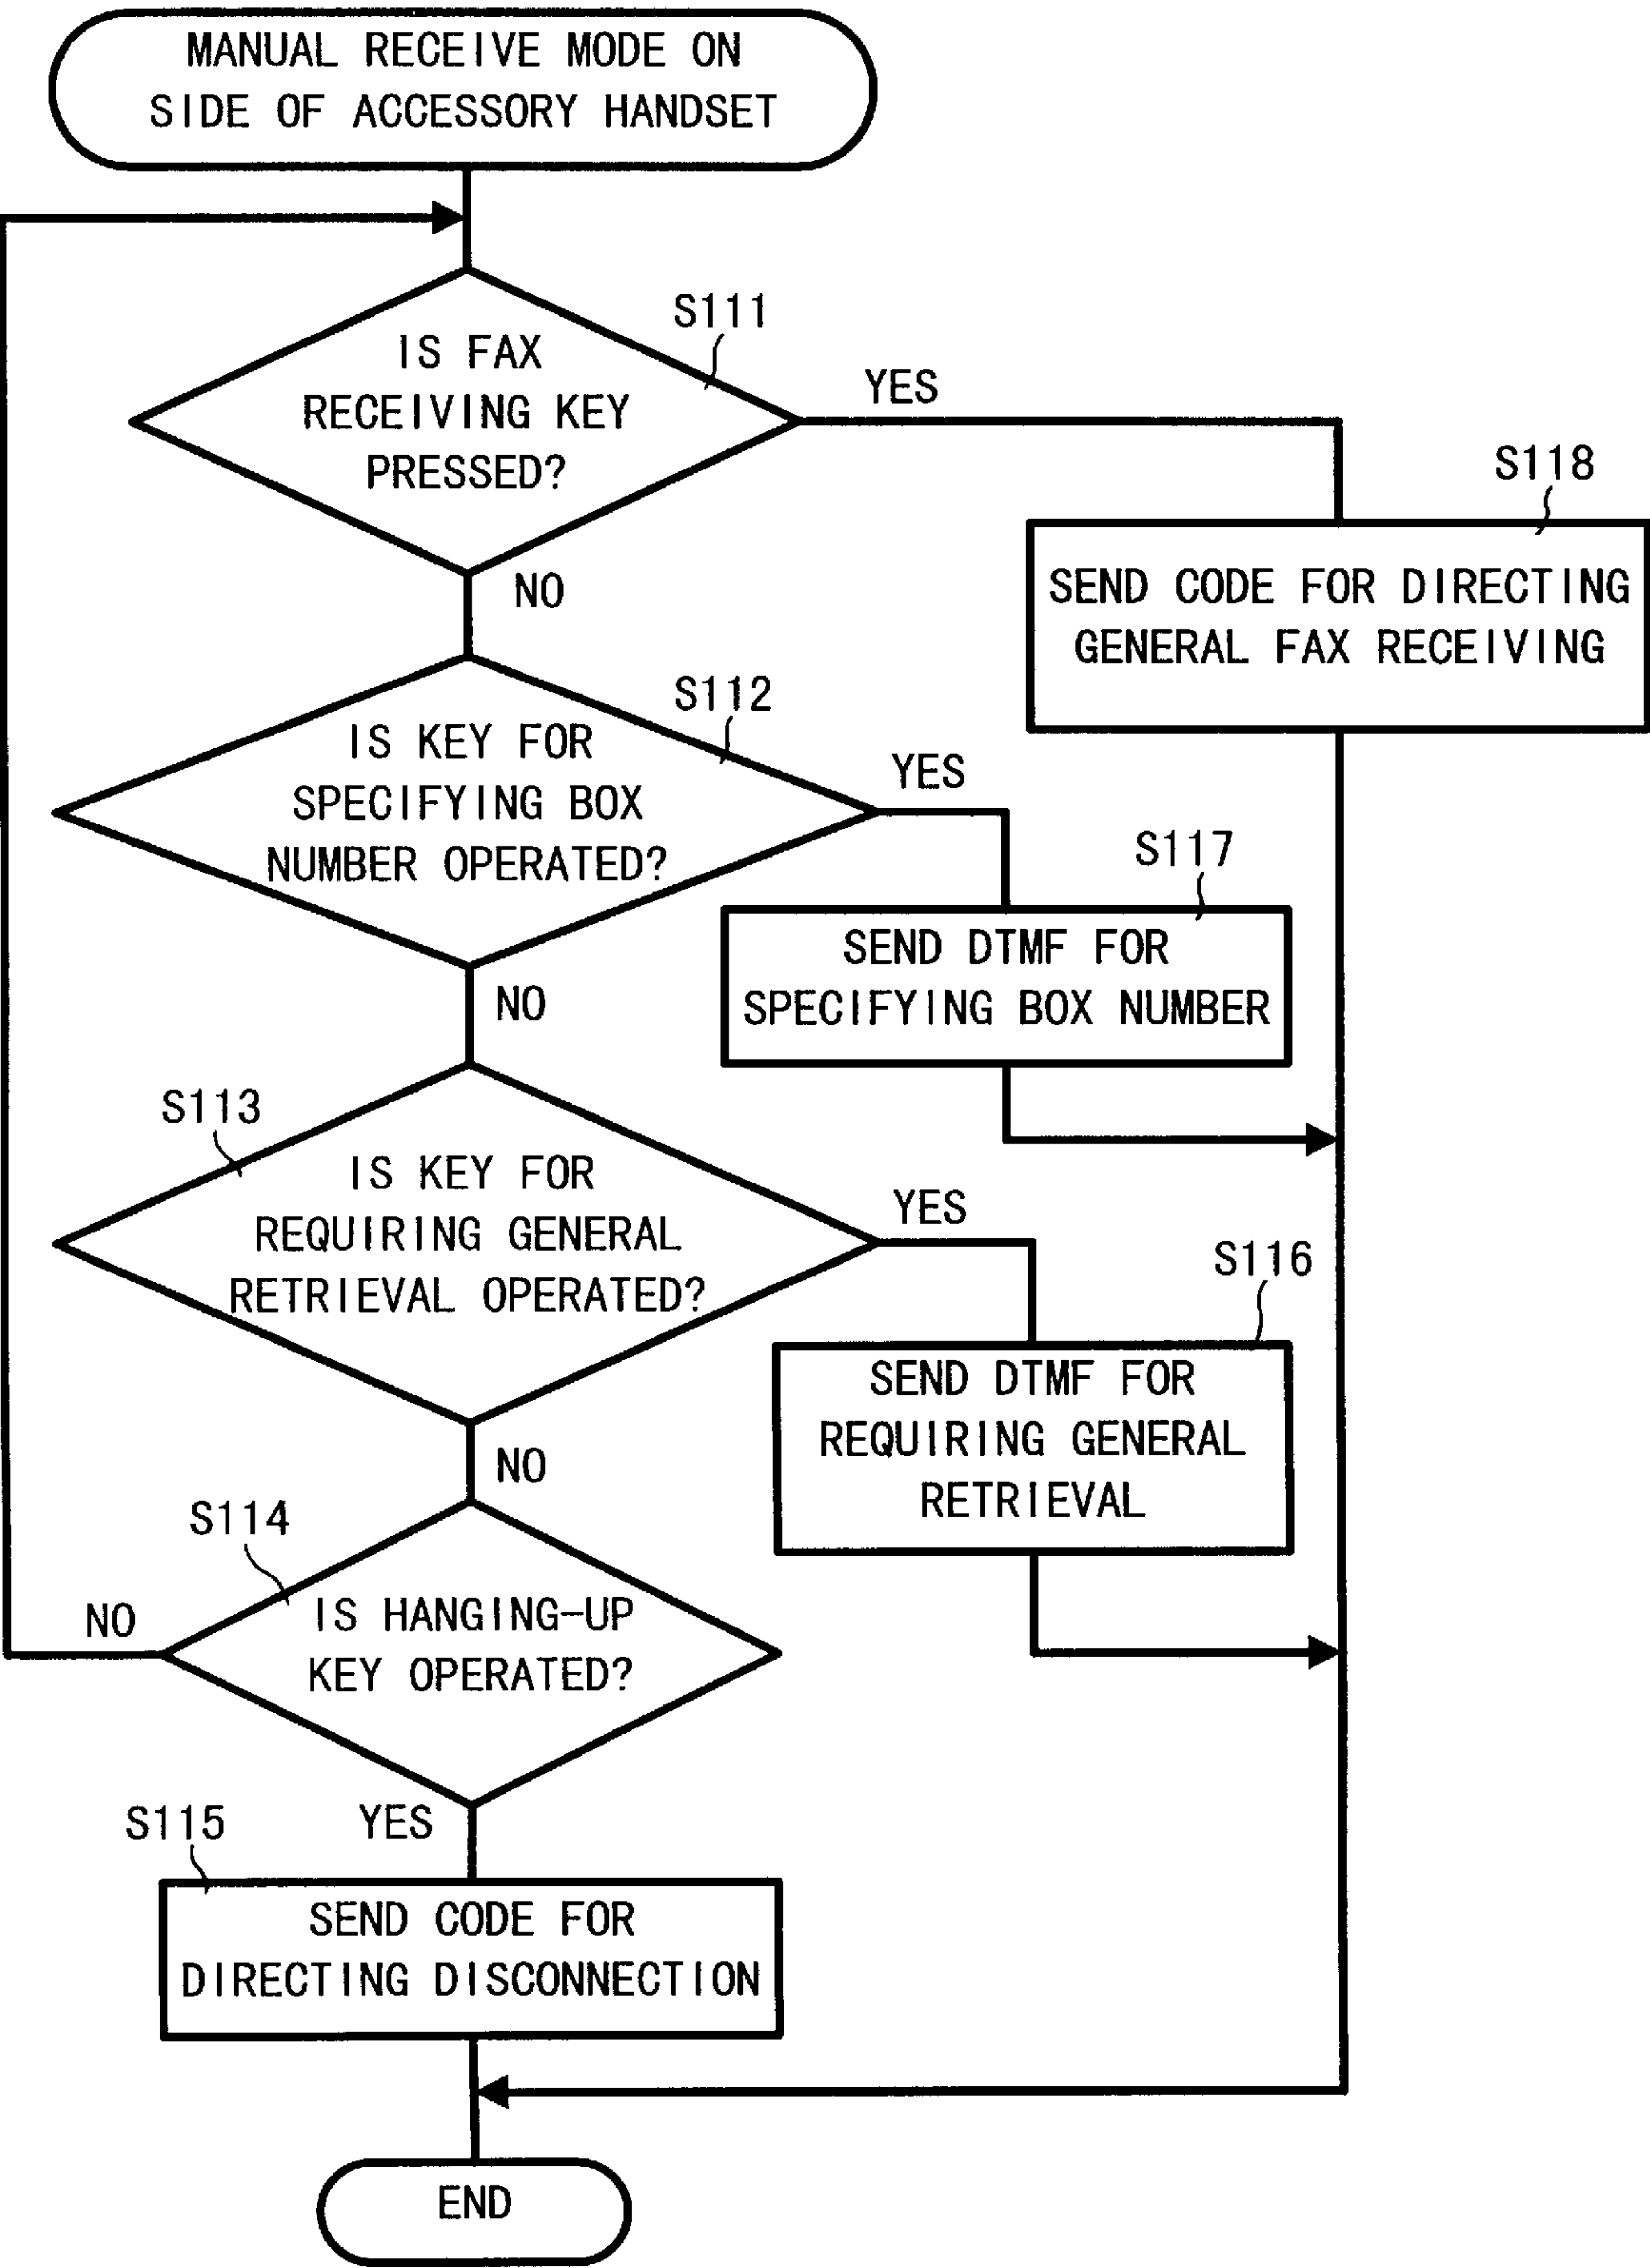 MANUAL RECEIVE MODE ON
SIDE OF ACCESSORY HANDSET
S111
IS FAX
RECEIVING KEY
PRESSED?
YES
NO
S118
SEND CODE FOR DIRECTING
GENERAL FAX RECEIVING
S112
IS KEY FOR
SPECIFYING BOX
NUMBER OPERATED?
YES
NO
S117
SEND DTMF FOR
SPECIFYING BOX NUMBER
S113
IS KEY FOR
REQUIRING GENERAL
RETRIEVAL OPERATED?
YES
NO
S116
SEND DTMF FOR
REQUIRING GENERAL
RETRIEVAL
S114
IS HANGING-UP
KEY OPERATED?
NO
YES
S115
SEND CODE FOR
DIRECTING DISCONNECTION
END